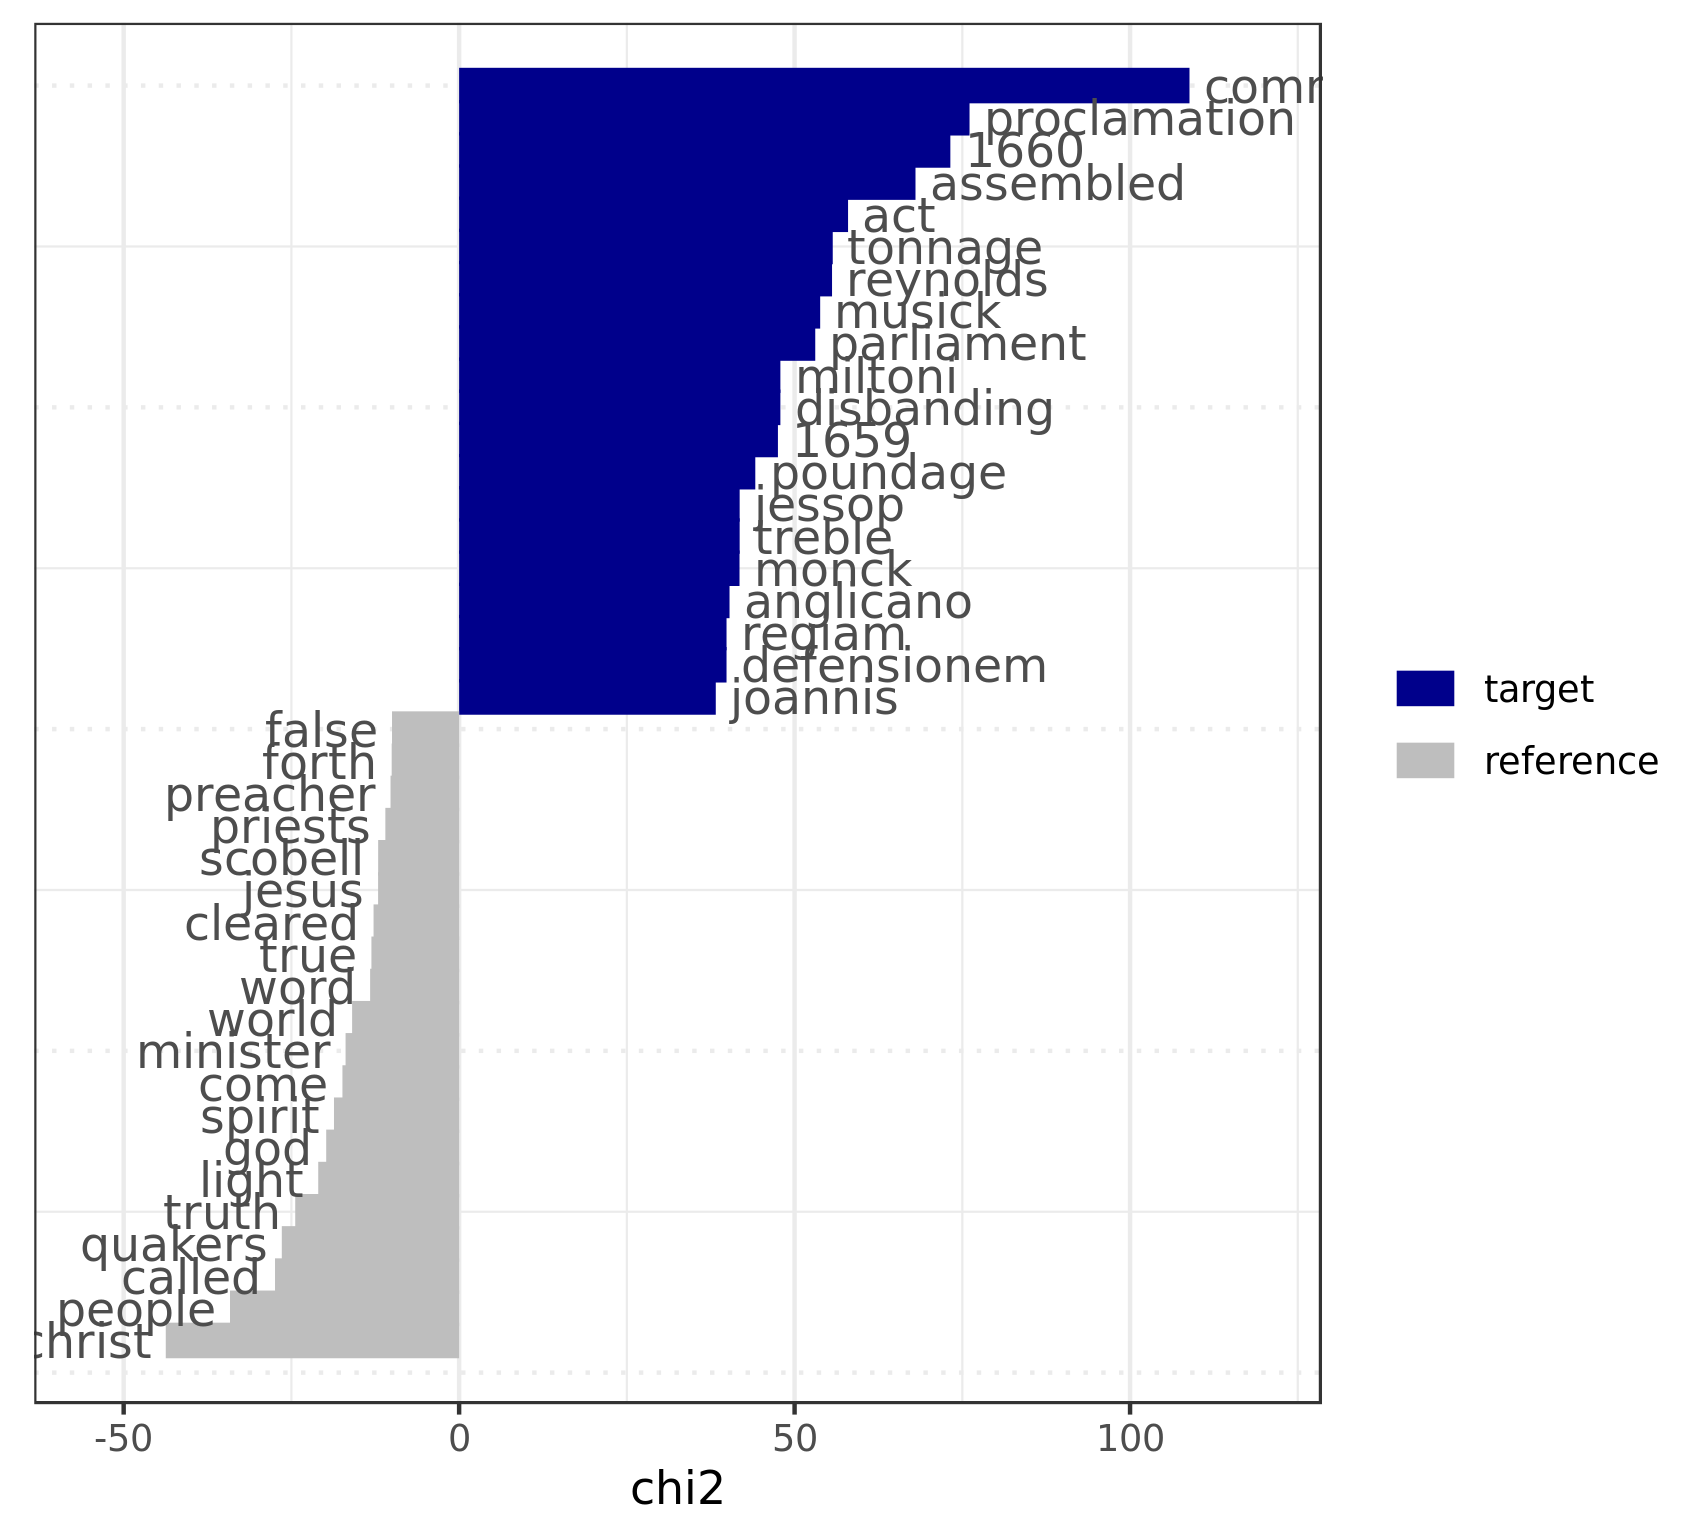 proclamation
1660
assembled
act
tonnage
reynolds
musick
parliament
miltoni
disbanding
1659
poundage
jessop
treble
monck
anglicano
regiam
defensionem
joannis
false
forth
preacher
priests
scobell
jesus
cleared
true
word
world
minister
come
spirit
god
light
truth
quakers
called
people
christ
target
reference
-50 0 50 100
chi2